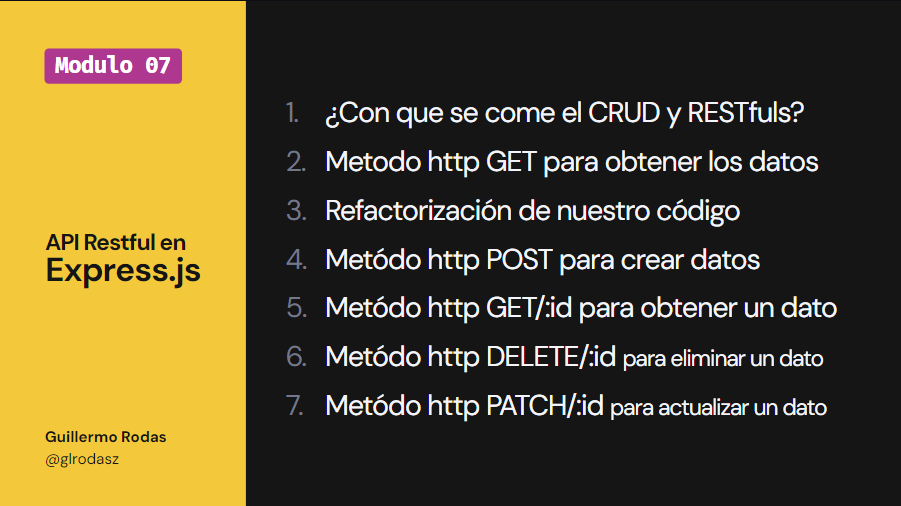 Modulo 07
API Restful en
Express.js
Guillermo Rodas
@glrodasz
1. ¿Con que se come el CRUD y RESTfuls?
2. Metodo http GET para obtener los datos
3. Refactorización de nuestro código
4. Metódo http POST para crear datos
5. Metódo http GET/:id para obtener un dato
6. Metódo http DELETE/:id para eliminar un dato
7. Metódo http PATCH/:id para actualizar un dato